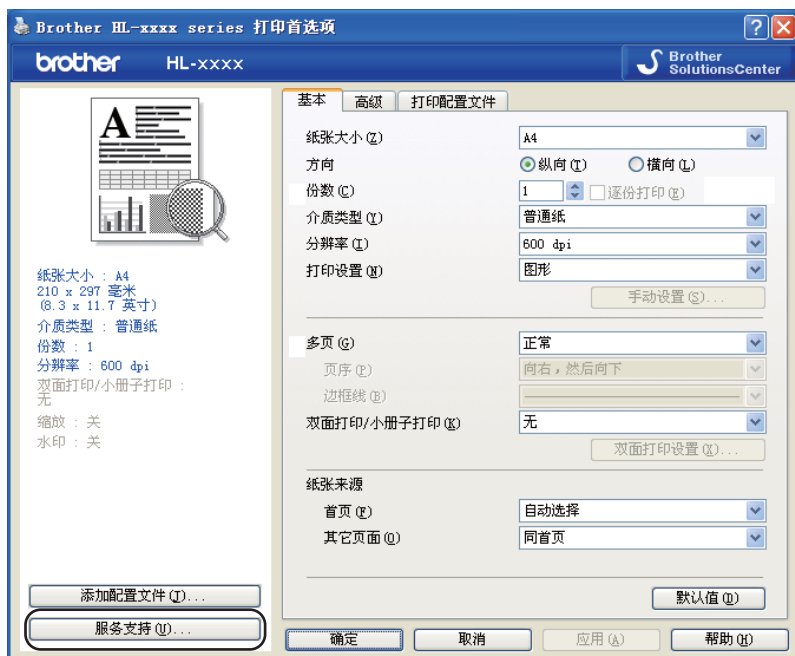 Brother HL-xxxx series 打印首选项
brother HL-xxxx
Brother
SolutionsCenter
A
纸张大小 : A4
210 x 297 毫米
(8.3 x 11.7 英寸)
介质类型 : 普通纸
份数 : 1
分辨率 : 600 dpi
双面打印/小册子打印 :
无
缩放 : 关
水印 : 关
添加配置文件(T)...
服务支持(U)...
基本 高级 打印配置文件
纸张大小(Z) A4
方向 纵向(T) 横向(L)
份数(C) 1 逐份打印(E)
介质类型(Y) 普通纸
分辨率(I) 600 dpi
打印设置(N) 图形
手动设置(S)...
多页(G) 正常
页序(P) 向右，然后向下
边框线(B)
双面打印/小册子打印(K) 无
双面打印设置(X)...
纸张来源
首页(F) 自动选择
其它页面(O) 同首页
默认值(D)
确定 取消 应用(A) 帮助(H)